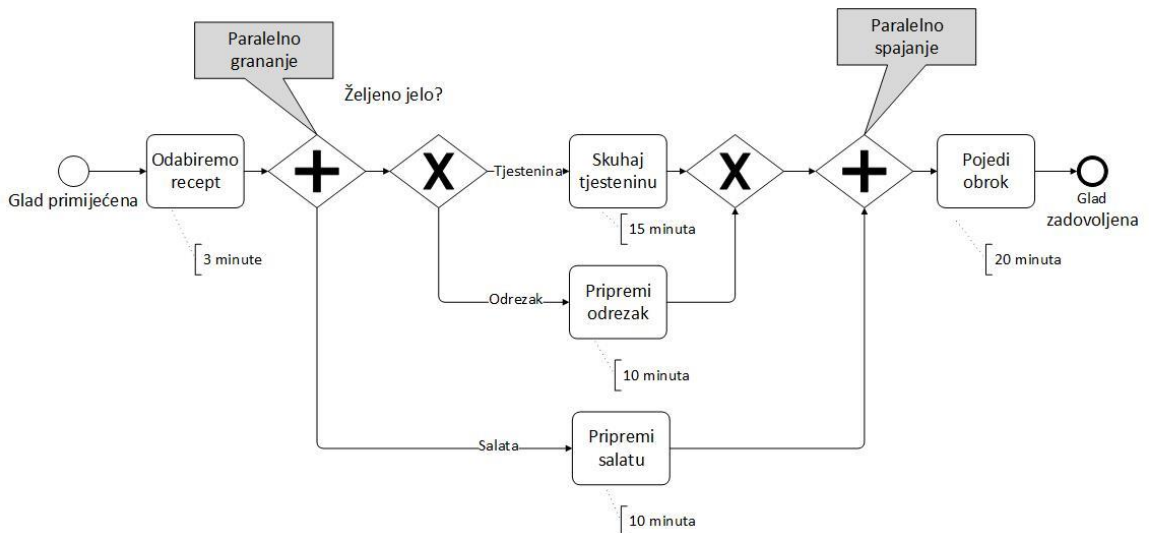 Paralelno
grananje
Paralelno
spajanje
Željeno jelo?
Glad primijećena
Odabiremo
recept
3 minute
Tjestenina
Skuhaj
tjesteninu
15 minuta
Pojedi
obrok
20 minuta
Glad
zadovoljena
Odrezak
Pripremi
odrezak
10 minuta
Salata
Pripremi
salatu
10 minuta